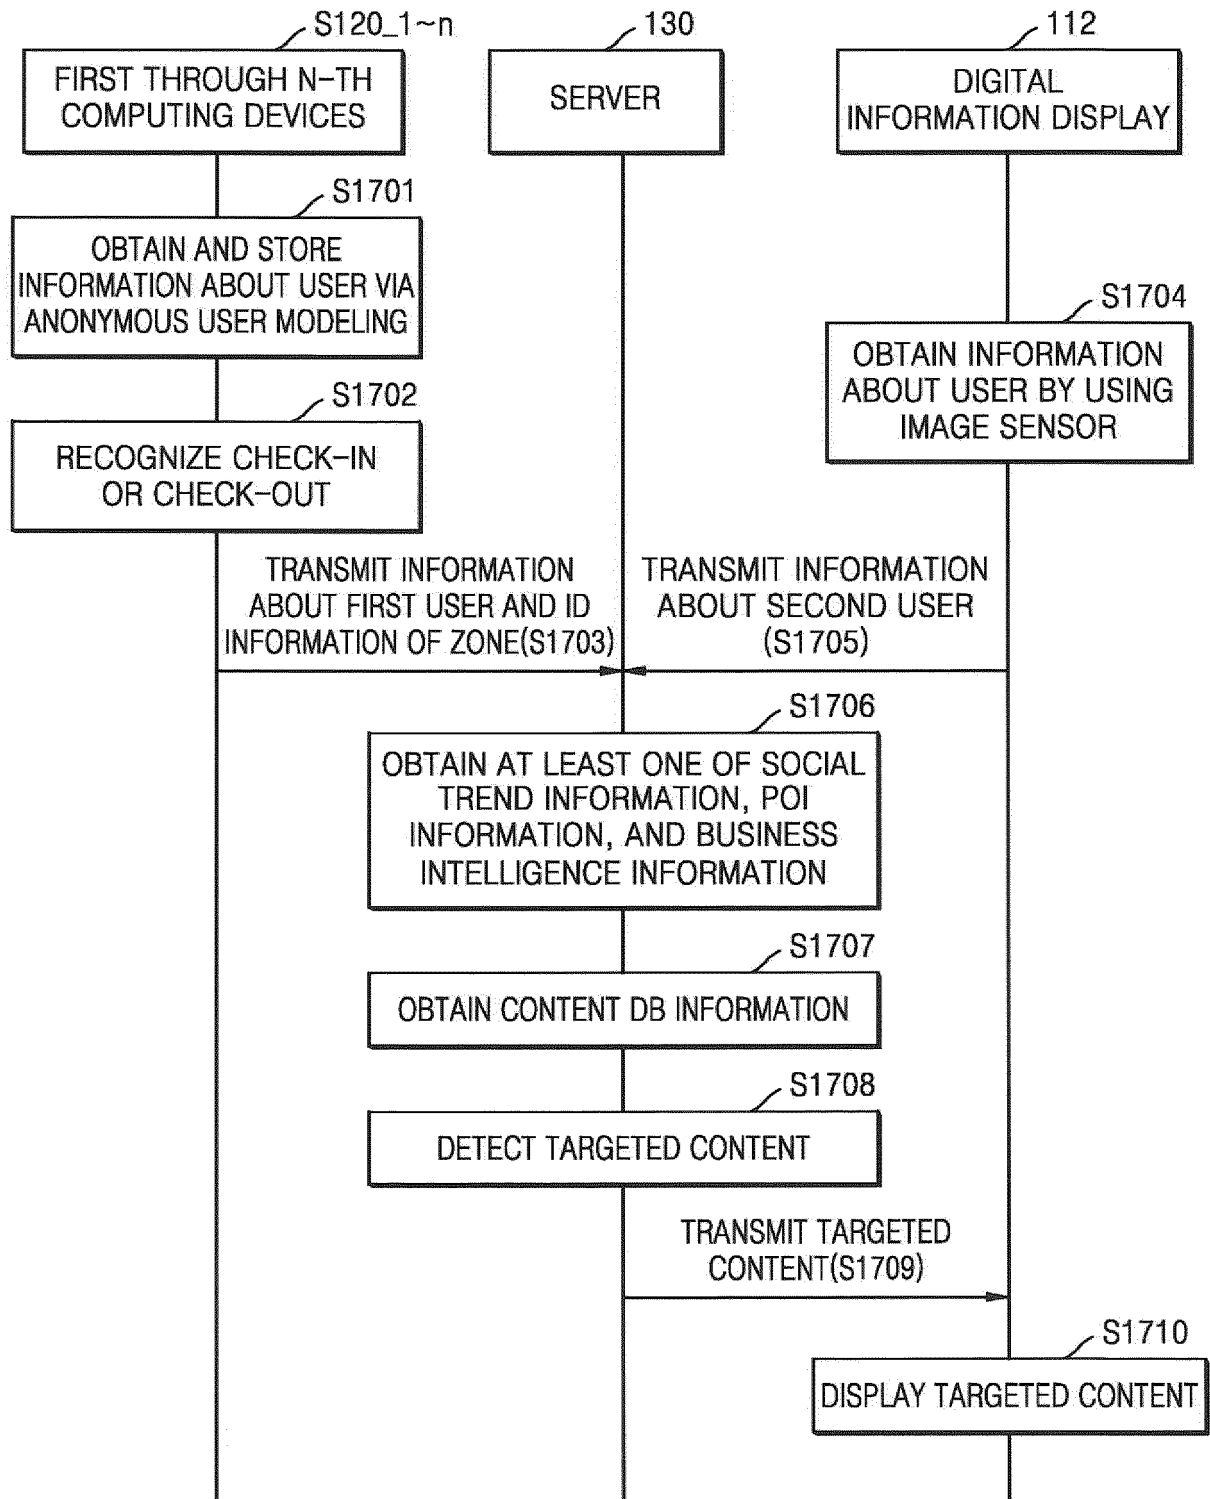 S120_1~n
FIRST THROUGH N-TH
COMPUTING DEVICES
130
SERVER
112
DIGITAL
INFORMATION DISPLAY
S1701
OBTAIN AND STORE
INFORMATION ABOUT USER VIA
ANONYMOUS USER MODELING
S1704
OBTAIN INFORMATION
ABOUT USER BY USING
IMAGE SENSOR
S1702
RECOGNIZE CHECK-IN
OR CHECK-OUT
TRANSMIT INFORMATION
ABOUT FIRST USER AND ID
INFORMATION OF ZONE(S1703)
TRANSMIT INFORMATION
ABOUT SECOND USER
(S1705)
S1706
OBTAIN AT LEAST ONE OF SOCIAL
TREND INFORMATION, POI
INFORMATION, AND BUSINESS
INTELLIGENCE INFORMATION
S1707
OBTAIN CONTENT DB INFORMATION
S1708
DETECT TARGETED CONTENT
TRANSMIT TARGETED
CONTENT(S1709)
S1710
DISPLAY TARGETED CONTENT